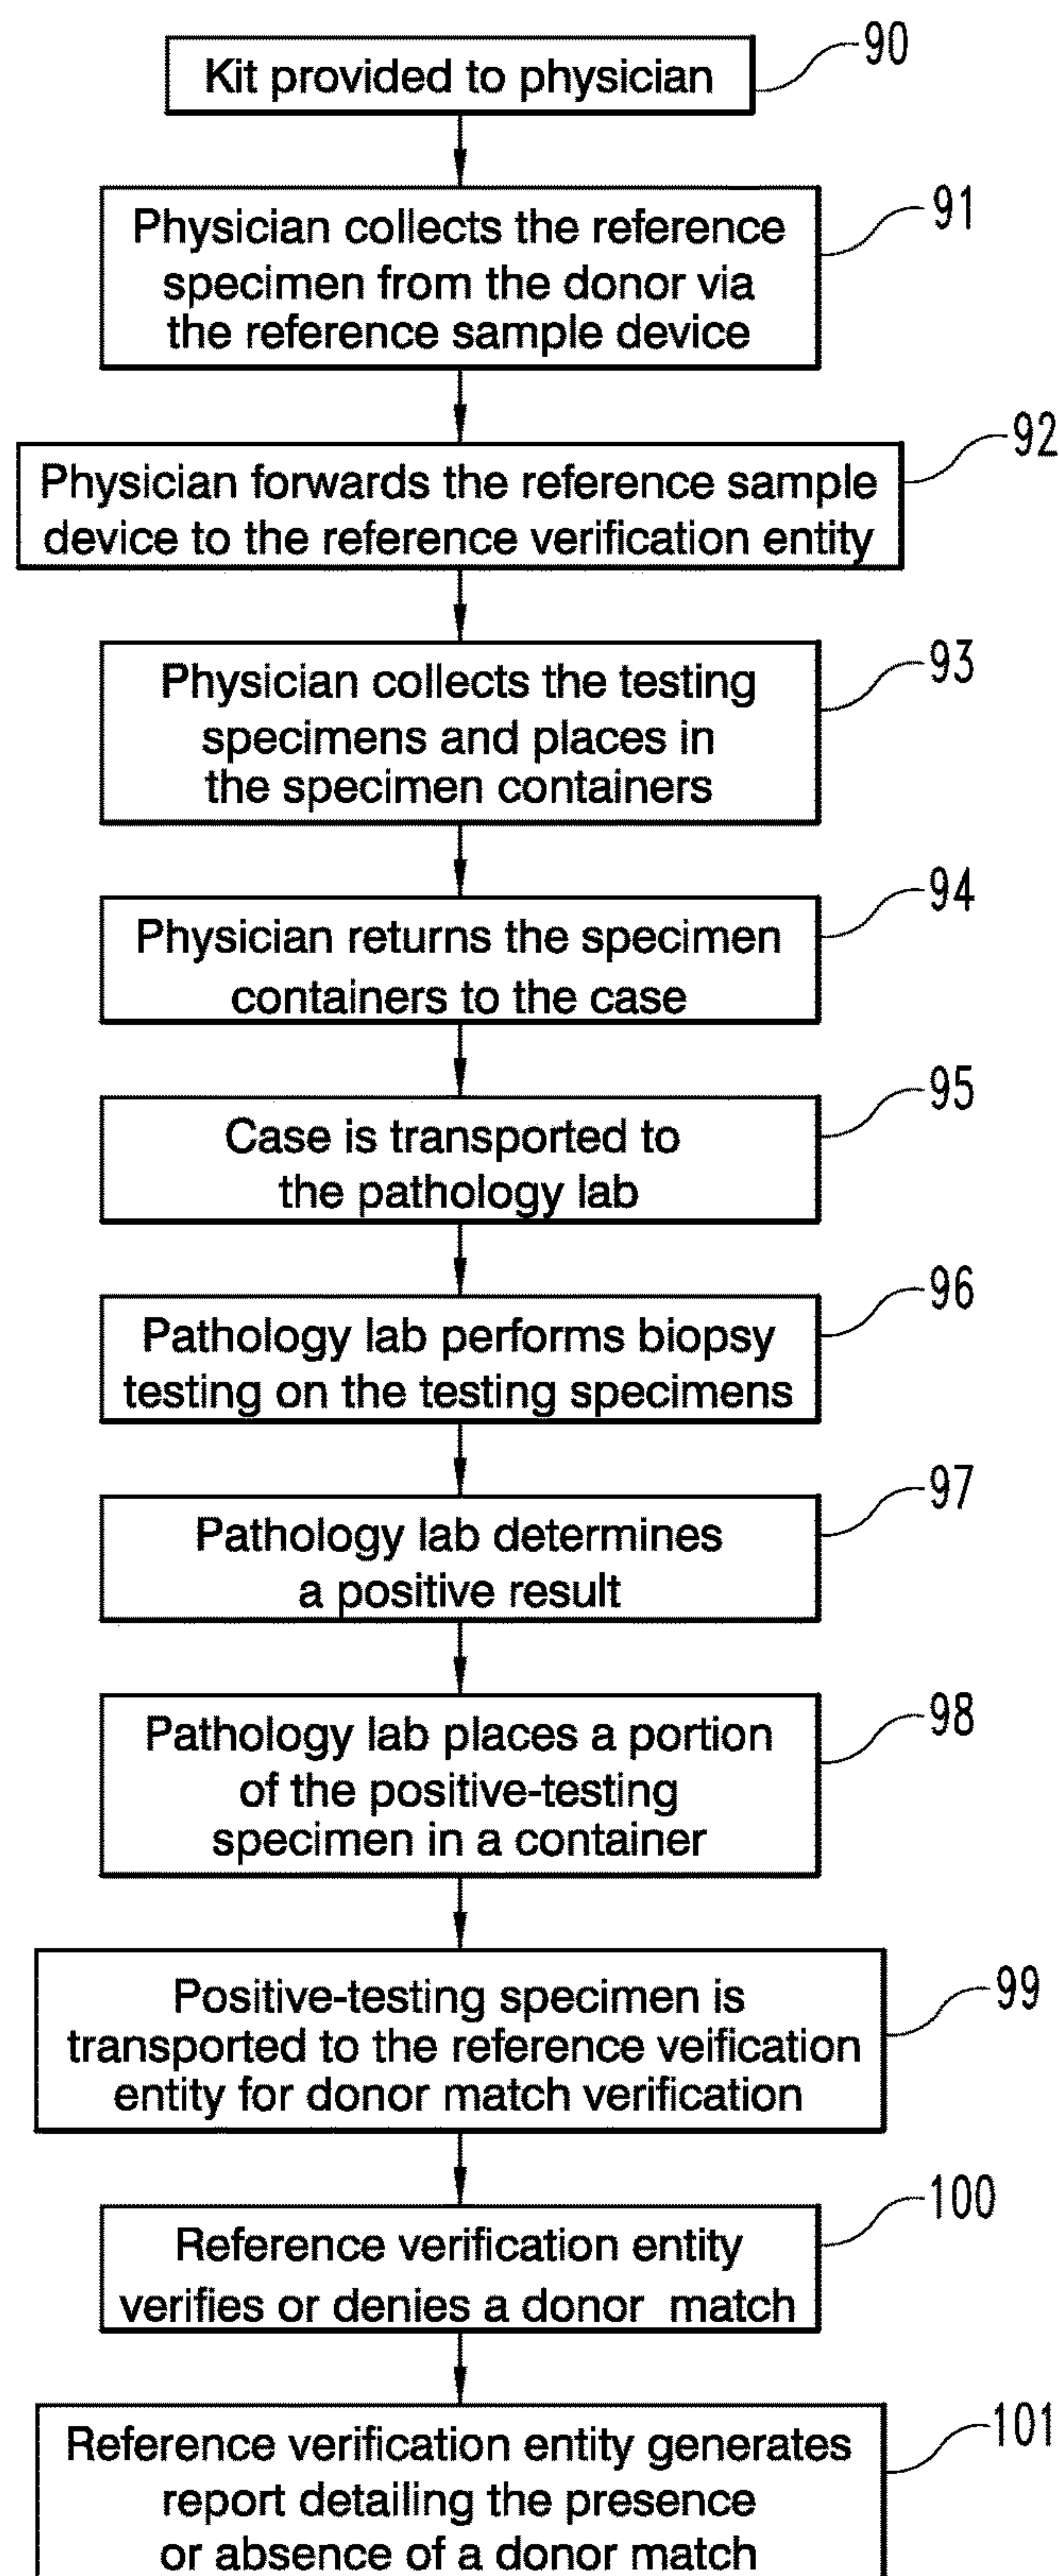 Kit provided to physician
90
Physician collects the reference
specimen from the donor via
the reference sample device
91
Physician forwards the reference sample
device to the reference verification entity
92
Physician collects the testing
specimens and places in
the specimen containers
93
Physician returns the specimen
containers to the case
94
Case is transported to
the pathology lab
95
Pathology lab performs biopsy
testing on the testing specimens
96
Pathology lab determines
a positive result
97
Pathology lab places a portion
of the positive-testing
specimen in a container
98
Positive-testing specimen is
transported to the reference veification
entity for donor match verification
99
Reference verification entity
verifies or denies a donor match
100
Reference verification entity generates
report detailing the presence
or absence of a donor match
101